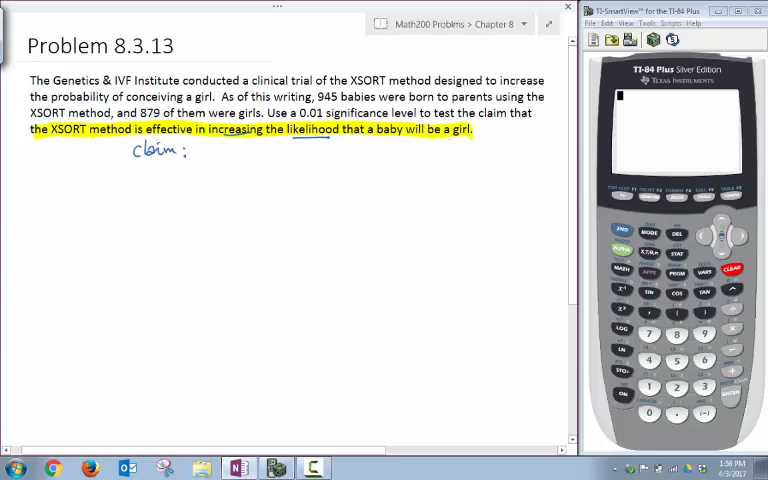 Math200 Problms > Chapter 8
TI-SmartView™ for the TI-84 Plus
File Edit View Tools Scripts Help
Problem 8.3.13
The Genetics & IVF Institute conducted a clinical trial of the XSORT method designed to increase
the probability of conceiving a girl. As of this writing, 945 babies were born to parents using the
XSORT method, and 879 of them were girls. Use a 0.01 significance level to test the claim that
the XSORT method is effective in increasing the likelihood that a baby will be a girl.
claim:
TI-84 Plus Silver Edition
TEXAS INSTRUMENTS
2ND MODE DEL
ALPHA X,T,Θ,n STAT
MATH APPS PRGM VARS CLEAR
X⁻¹ SIN COS TAN ^
X² , ( ) ÷
LOG 7 8 9 ×
LN 4 5 6 −
STO› 1 2 3 +
ON 0 . (−) ENTER
1:58 PM
4/3/2017